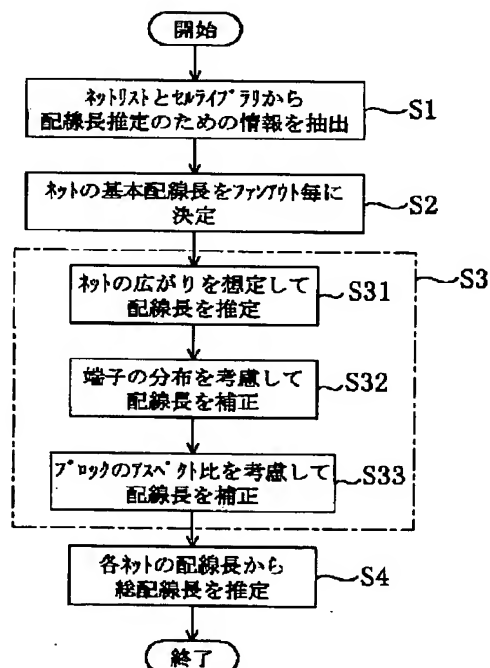 開始
ネットリストとセルライブラリから
配線長推定のための情報を抽出
S1
ネットの基本配線長をファンアウト毎に
決定
S2
S3
ネットの広がりを想定して
配線長を推定
S31
端子の分布を考慮して
配線長を補正
S32
ブロックのアスペクト比を考慮して
配線長を補正
S33
各ネットの配線長から
総配線長を推定
S4
終了